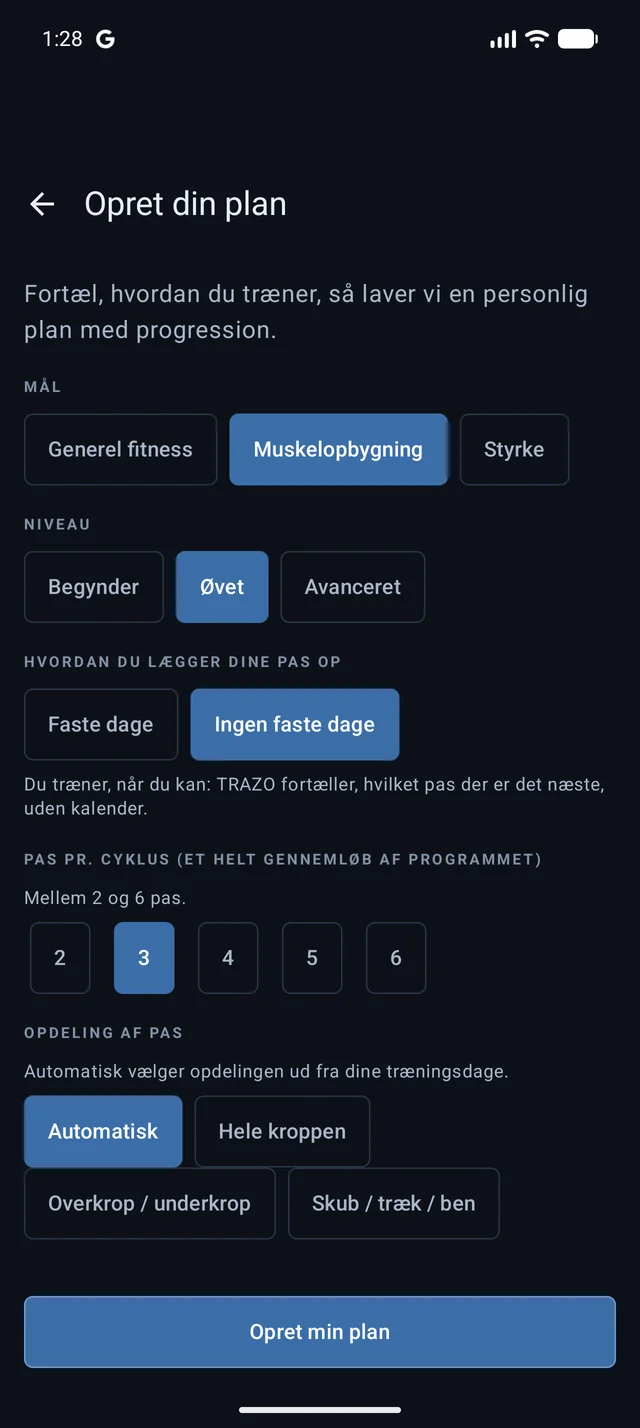 1:28 G
Opret din plan
Fortæl, hvordan du træner, så laver vi en personlig
plan med progression.
MÅL
Generel fitness Muskelopbygning Styrke
NIVEAU
Begynder Øvet Avanceret
HVORDAN DU LÆGGER DINE PAS OP
Faste dage Ingen faste dage
Du træner, når du kan: TRAZO fortæller, hvilket pas der er det næste,
uden kalender.
PAS PR. CYKLUS (ET HELT GENNEMLØB AF PROGRAMMET)
Mellem 2 og 6 pas.
2 3 4 5 6
OPDELING AF PAS
Automatisk vælger opdelingen ud fra dine træningsdage.
Automatisk Hele kroppen
Overkrop / underkrop Skub / træk / ben
Opret min plan